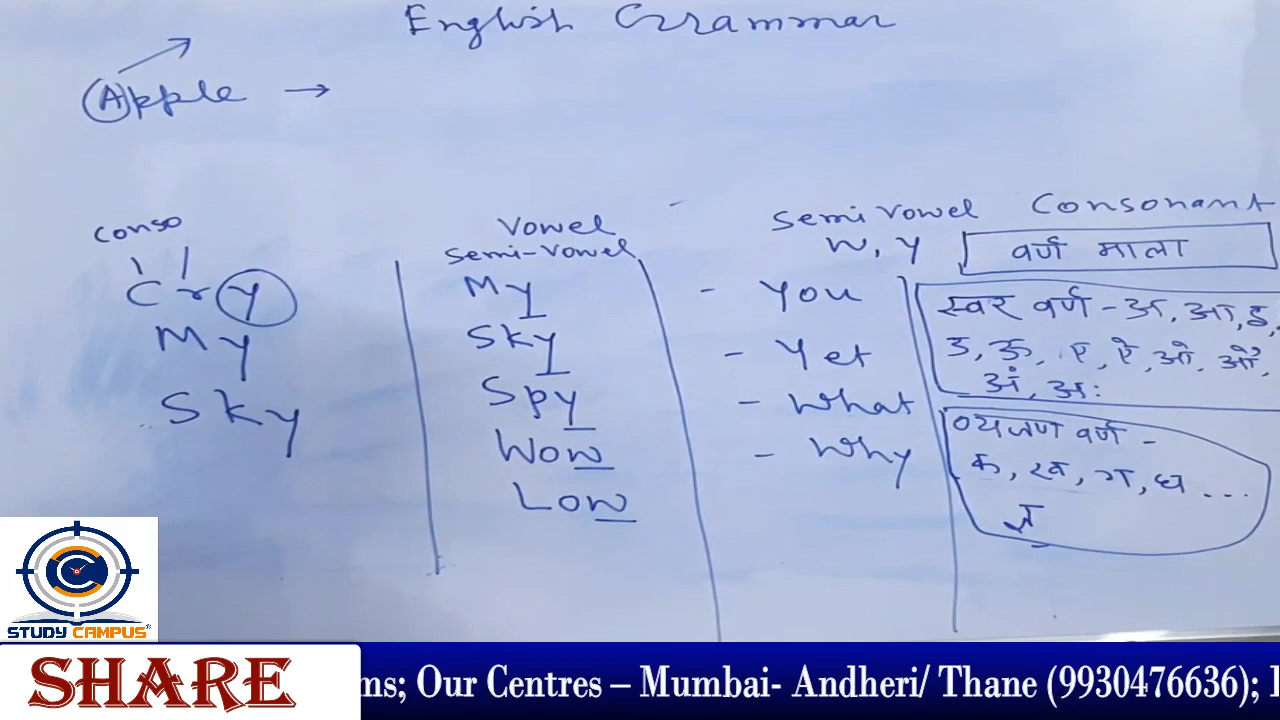 English Grammar
Apple →
Conso
Cry
My
Sky
Vowel
Semi-Vowel
My
Sky
Spy
Wow
Low
Semi Vowel
W, Y
- You
- Yet
- What
- Why
Consonant
वर्ण माला
स्वर वर्ण - अ, आ, इ,
उ, ऊ, ए, ऐ, ओ, औ,
अं, अः
व्यजण वर्ण -
क, ख, ग, घ ...
STUDY CAMPUS®
SHARE
ms; Our Centres – Mumbai- Andheri/ Thane (9930476636);